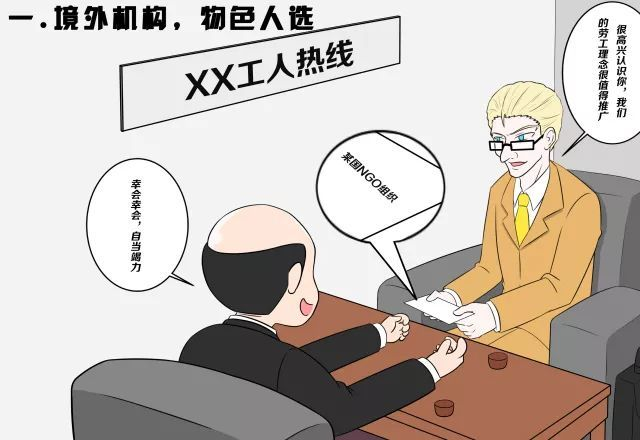 一.境外机构，物色人选
XX工人热线
很高兴认识你，我们
的劳工理念很值得推广
某国NGO组织
幸会幸会，自当竭力